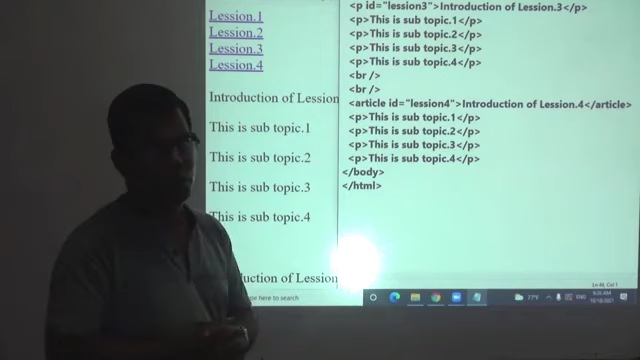 Lession.1
Lession.2
Lession.3
Lession.4
Introduction of Lession
This is sub topic.1
This is sub topic.2
This is sub topic.3
This is sub topic.4
uction of Lession
<p id="lession3">Introduction of Lession.3</p>
<p>This is sub topic.1</p>
<p>This is sub topic.2</p>
<p>This is sub topic.3</p>
<p>This is sub topic.4</p>
<br />
<br />
<article id="lession4">Introduction of Lession.4</article>
<p>This is sub topic.1</p>
<p>This is sub topic.2</p>
<p>This is sub topic.3</p>
<p>This is sub topic.4</p>
</body>
</html>
here to search
77°F
ENG